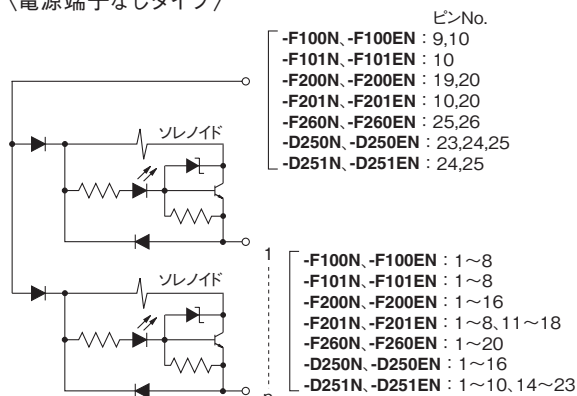 〈電源端子なしタイプ〉
ピンNo.
-F100N、-F100EN：9,10
-F101N、-F101EN：10
-F200N、-F200EN：19,20
-F201N、-F201EN：10,20
-F260N、-F260EN：25,26
-D250N、-D250EN：23,24,25
-D251N、-D251EN：24,25
ソレノイド
1
-F100N、-F100EN：1～8
-F101N、-F101EN：1～8
-F200N、-F200EN：1～16
-F201N、-F201EN：1～8、11～18
-F260N、-F260EN：1～20
-D250N、-D250EN：1～16
-D251N、-D251EN：1～10、14～23
ソレノイド
n